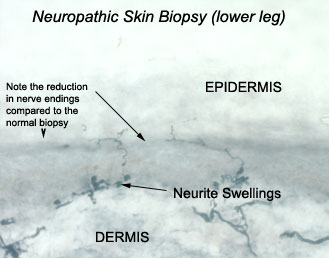 Neuropathic Skin Biopsy (lower leg)
EPIDERMIS
Note the reduction
in nerve endings
compared to the
normal biopsy
Neurite Swellings
DERMIS